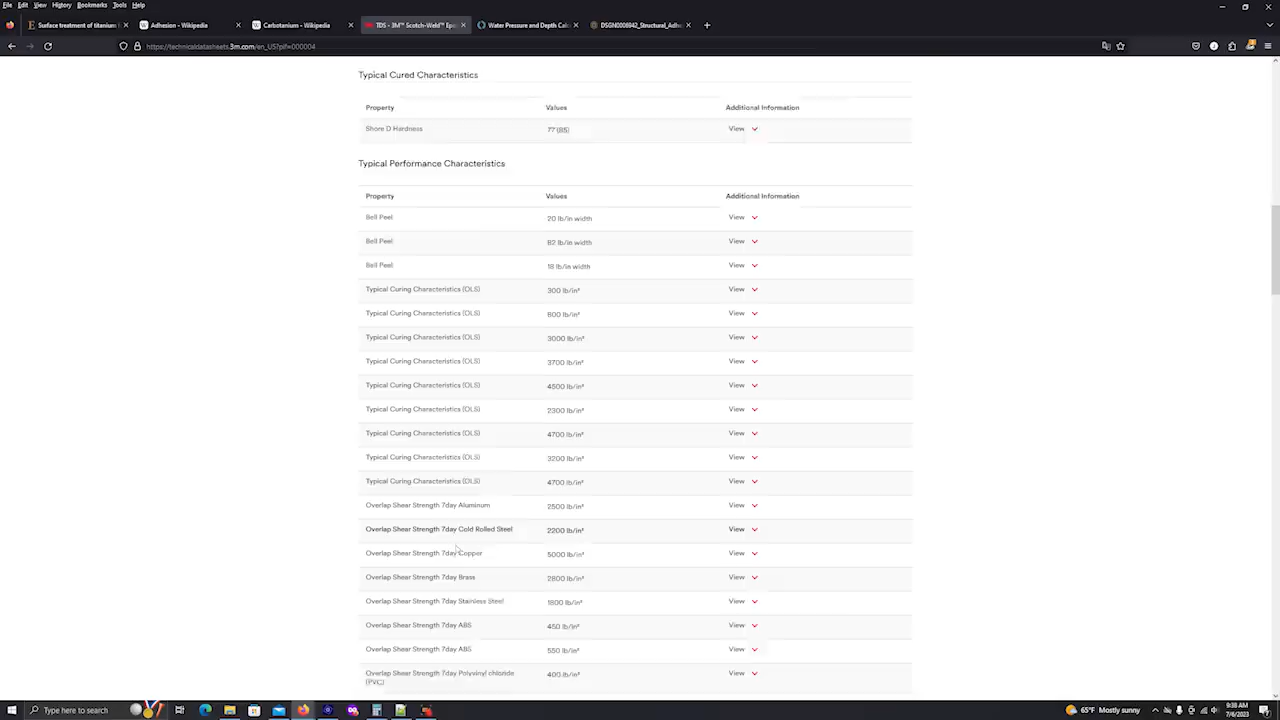 File Edit View History Bookmarks Tools Help
Surface treatment of titanium
Adhesion - Wikipedia
Carbotanium - Wikipedia
TDS - 3M™ Scotch-Weld™ Ep
Water Pressure and Depth Calc
DSGN0008942_Structural_Adhe
https://technicaldatasheets.3m.com/en_US?pif=000004
Typical Cured Characteristics
Property Values Additional Information
Shore D Hardness 77 (85) View
Typical Performance Characteristics
Property Values Additional Information
Bell Peel 20 lb/in width View
Bell Peel 82 lb/in width View
Bell Peel 18 lb/in width View
Typical Curing Characteristics (OLS) 300 lb/in² View
Typical Curing Characteristics (OLS) 800 lb/in² View
Typical Curing Characteristics (OLS) 3000 lb/in² View
Typical Curing Characteristics (OLS) 3700 lb/in² View
Typical Curing Characteristics (OLS) 4500 lb/in² View
Typical Curing Characteristics (OLS) 2300 lb/in² View
Typical Curing Characteristics (OLS) 4700 lb/in² View
Typical Curing Characteristics (OLS) 3200 lb/in² View
Typical Curing Characteristics (OLS) 4700 lb/in² View
Overlap Shear Strength 7day Aluminum 2500 lb/in² View
Overlap Shear Strength 7day Cold Rolled Steel 2200 lb/in² View
Overlap Shear Strength 7day Copper 5000 lb/in² View
Overlap Shear Strength 7day Brass 2800 lb/in² View
Overlap Shear Strength 7day Stainless Steel 1800 lb/in² View
Overlap Shear Strength 7day ABS 450 lb/in² View
Overlap Shear Strength 7day ABS 550 lb/in² View
Overlap Shear Strength 7day Polyvinyl chloride 400 lb/in² View
(PVC)
Type here to search
65°F Mostly sunny
9:38 AM
7/6/2023